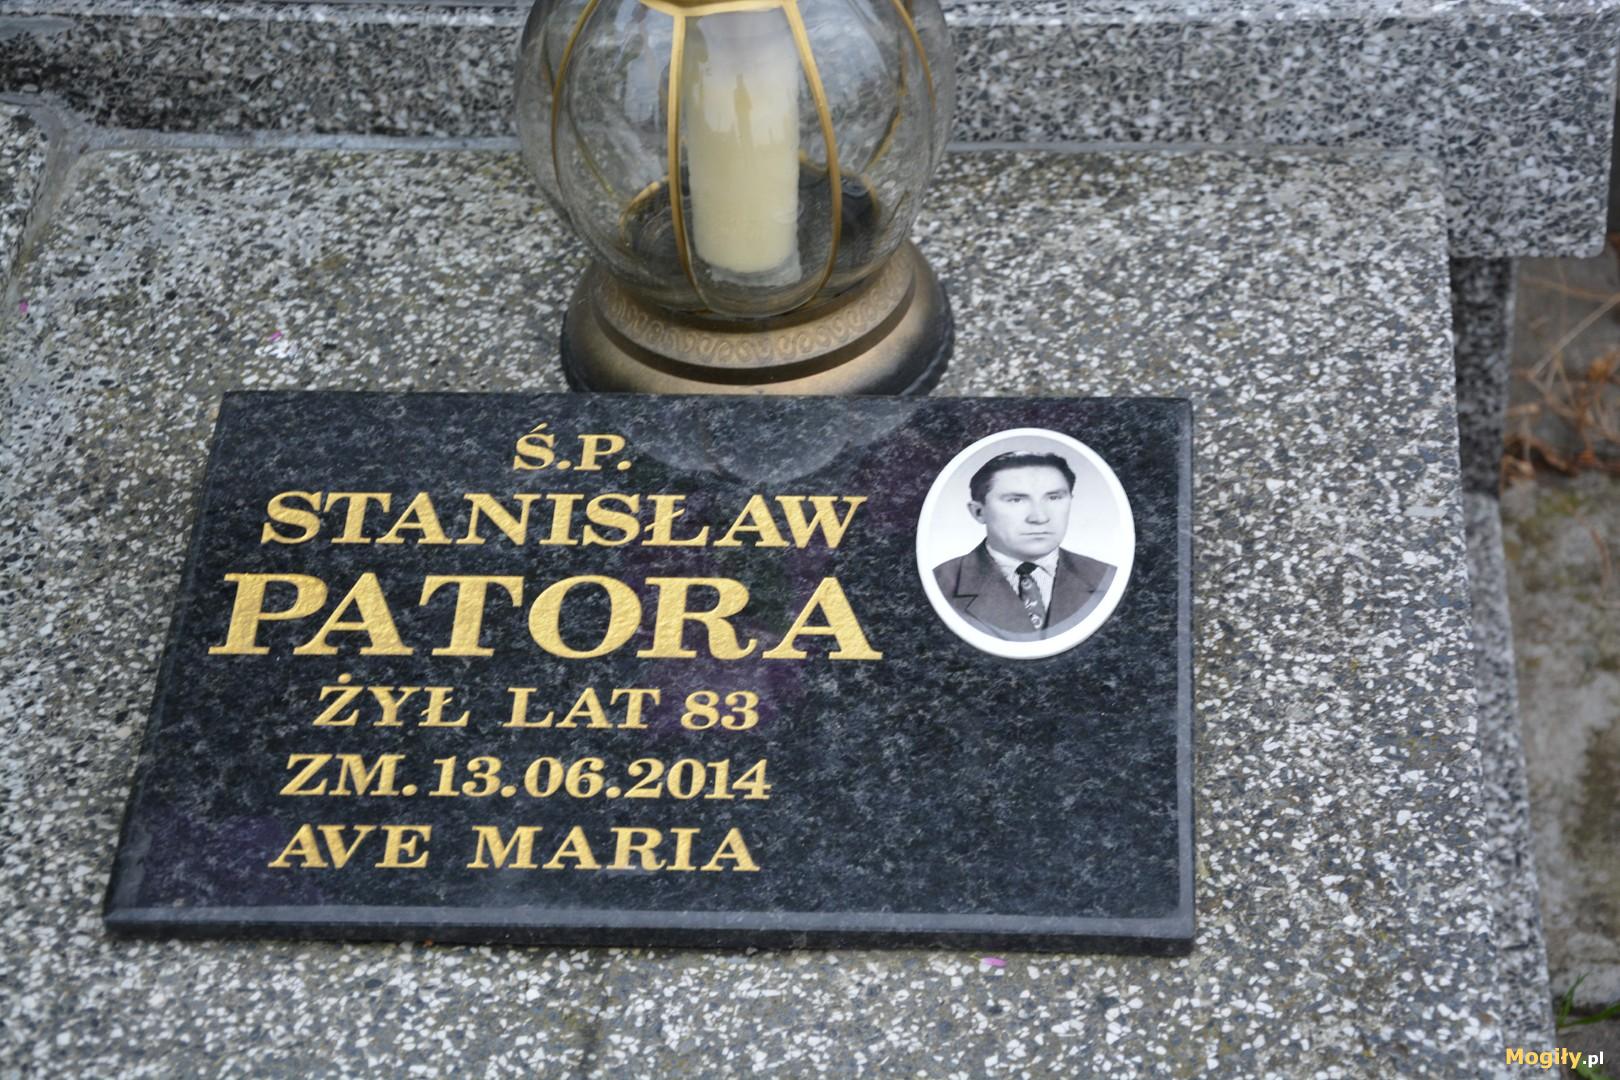 Ś.P.
STANISŁAW
PATORA
ŻYŁ LAT 83
ZM. 13.06.2014
AVE MARIA
Mogiły.pl